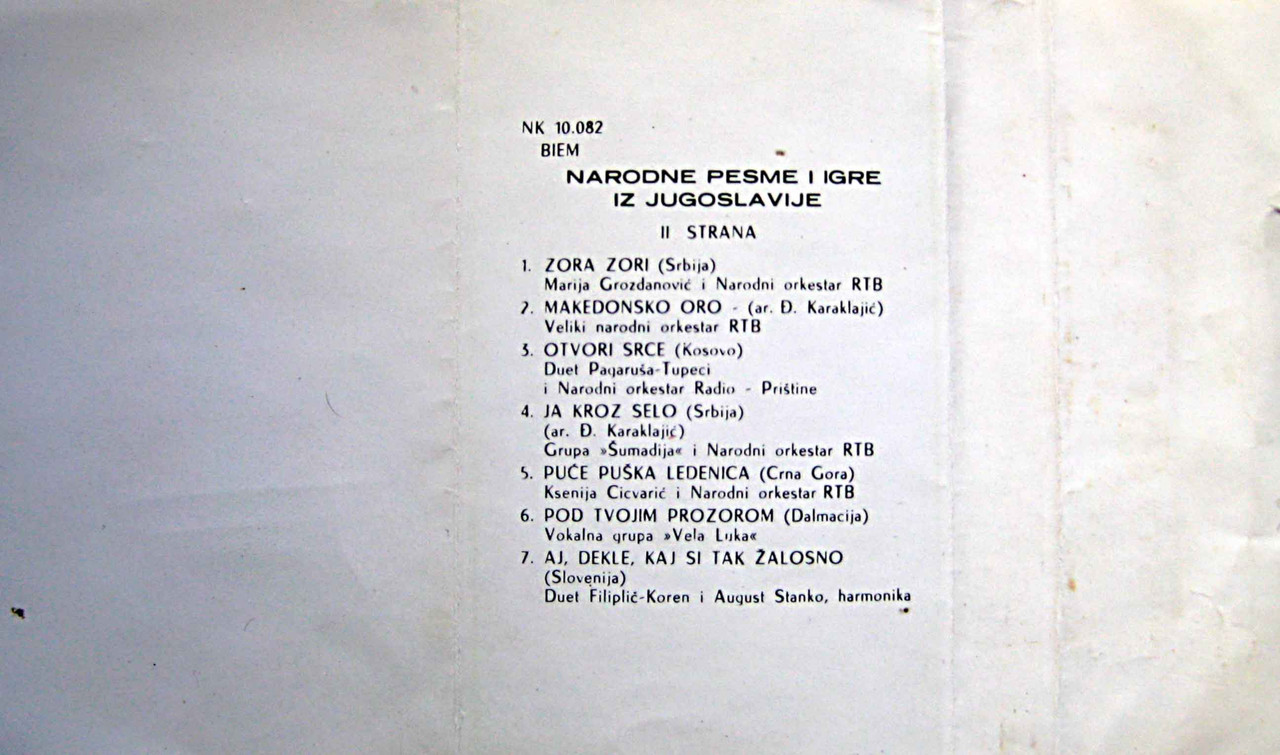 NK 10.082
BIEM
NARODNE PESME I IGRE
IZ JUGOSLAVIJE
II STRANA
1. ZORA ZORI (Srbija)
Marija Grozdanović i Narodni orkestar RTB
2. MAKEDONSKO ORO - (ar. Đ. Karaklajić)
Veliki narodni orkestar RTB
3. OTVORI SRCE (Kosovo)
Duet Pagaruša-Tupeci
i Narodni orkestar Radio - Prištine
4. JA KROZ SELO (Srbija)
(ar. Đ. Karaklajić)
Grupa »Šumadija« i Narodni orkestar RTB
5. PUČE PUŠKA LEDENICA (Crna Gora)
Ksenija Cicvarić i Narodni orkestar RTB
6. POD TVOJIM PROZOROM (Dalmacija)
Vokalna grupa »Vela Luka«
7. AJ, DEKLE, KAJ SI TAK ŽALOSNO
(Slovenija)
Duet Filiplič-Koren i August Stanko, harmonika